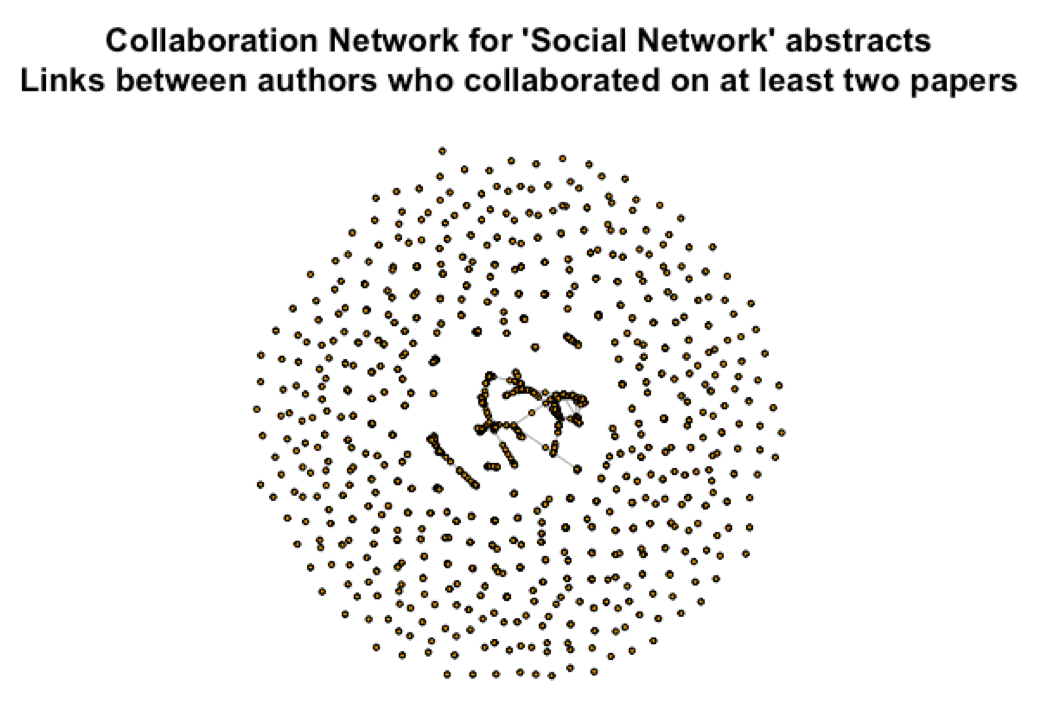 Collaboration Network for 'Social Network' abstracts
Links between authors who collaborated on at least two papers